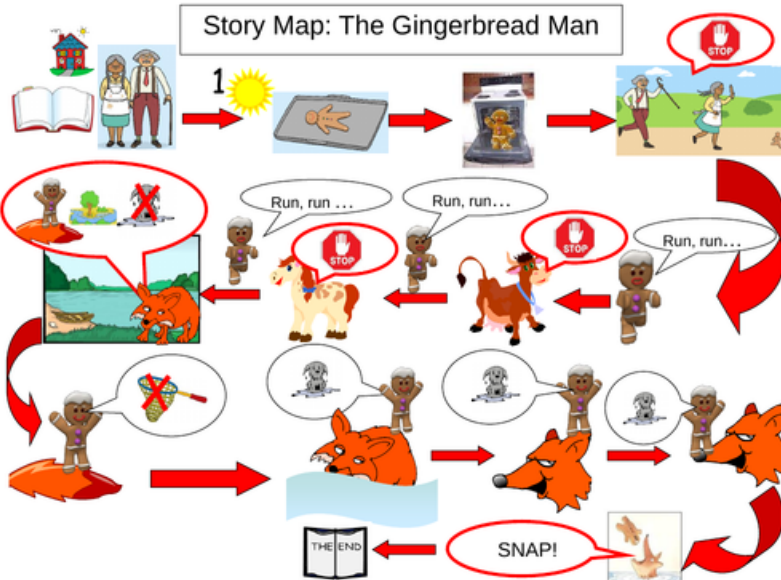 Story Map: The Gingerbread Man
STOP
1
Run, run ...
Run, run...
STOP
STOP
Run, run...
SNAP!
THE END